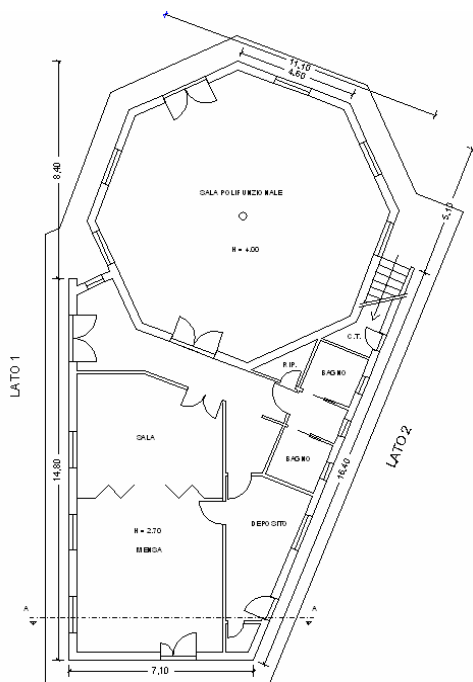 11,10
4,60
8,40
SALA POLIFUNZIONALE
H = 4.00
5,10
C.T.
RIP.
BAGNO
LATO 1
SALA
LATO 2
14,80
BAGNO
16,40
H = 2.70
MENSA
DEPOSITO
A
A
7,10